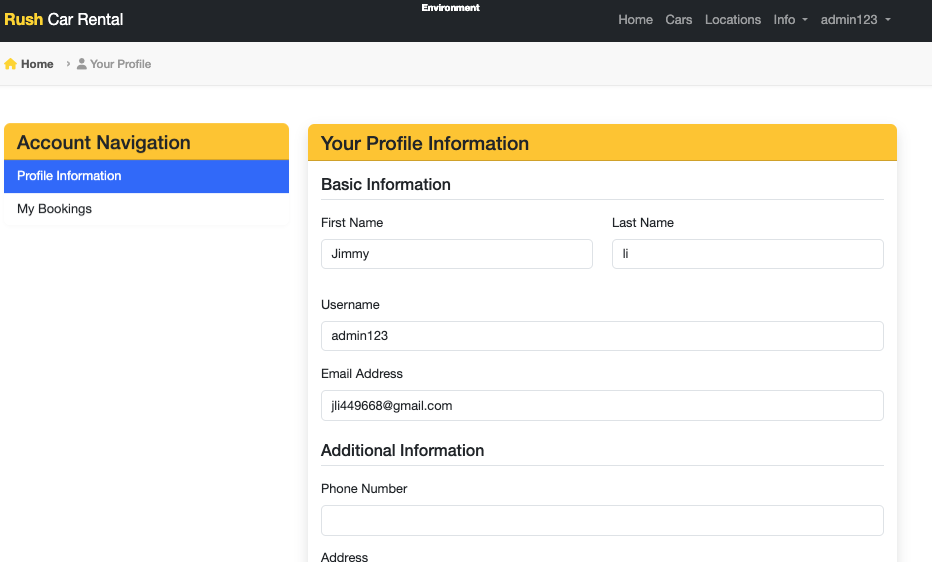 Environment
Rush Car Rental
Home Cars Locations Info admin123
Home › Your Profile
Account Navigation
Profile Information
My Bookings
Your Profile Information
Basic Information
First Name Last Name
Jimmy li
Username
admin123
Email Address
jli449668@gmail.com
Additional Information
Phone Number
Address